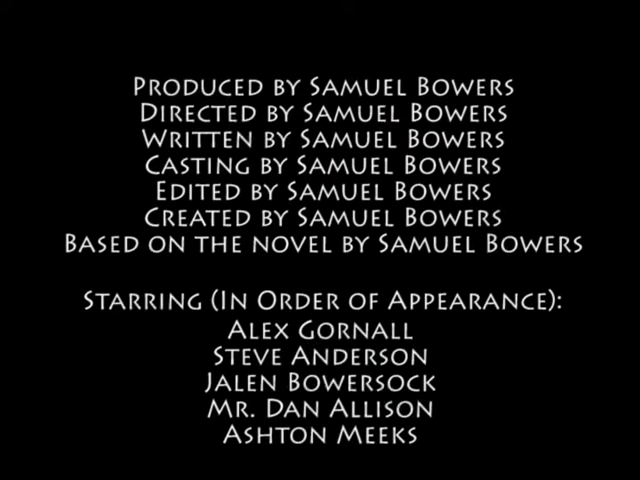 Produced by Samuel Bowers
Directed by Samuel Bowers
Written by Samuel Bowers
Casting by Samuel Bowers
Edited by Samuel Bowers
Created by Samuel Bowers
Based on the novel by Samuel Bowers
Starring (In Order of Appearance):
Alex Gornall
Steve Anderson
Jalen Bowersock
Mr. Dan Allison
Ashton Meeks